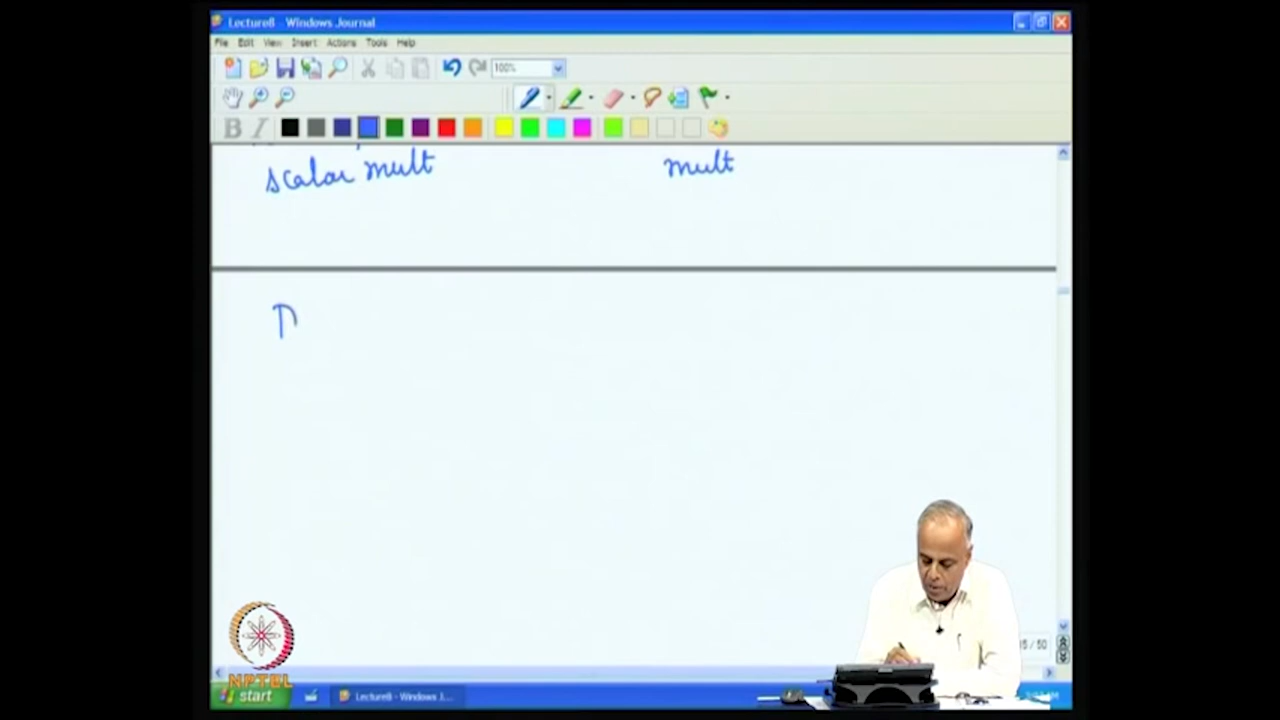 Lecture8 - Windows Journal
File Edit View Insert Actions Tools Help
100%
B I
scalar mult
mult
NPTEL
start
Lecture8 - Windows J...